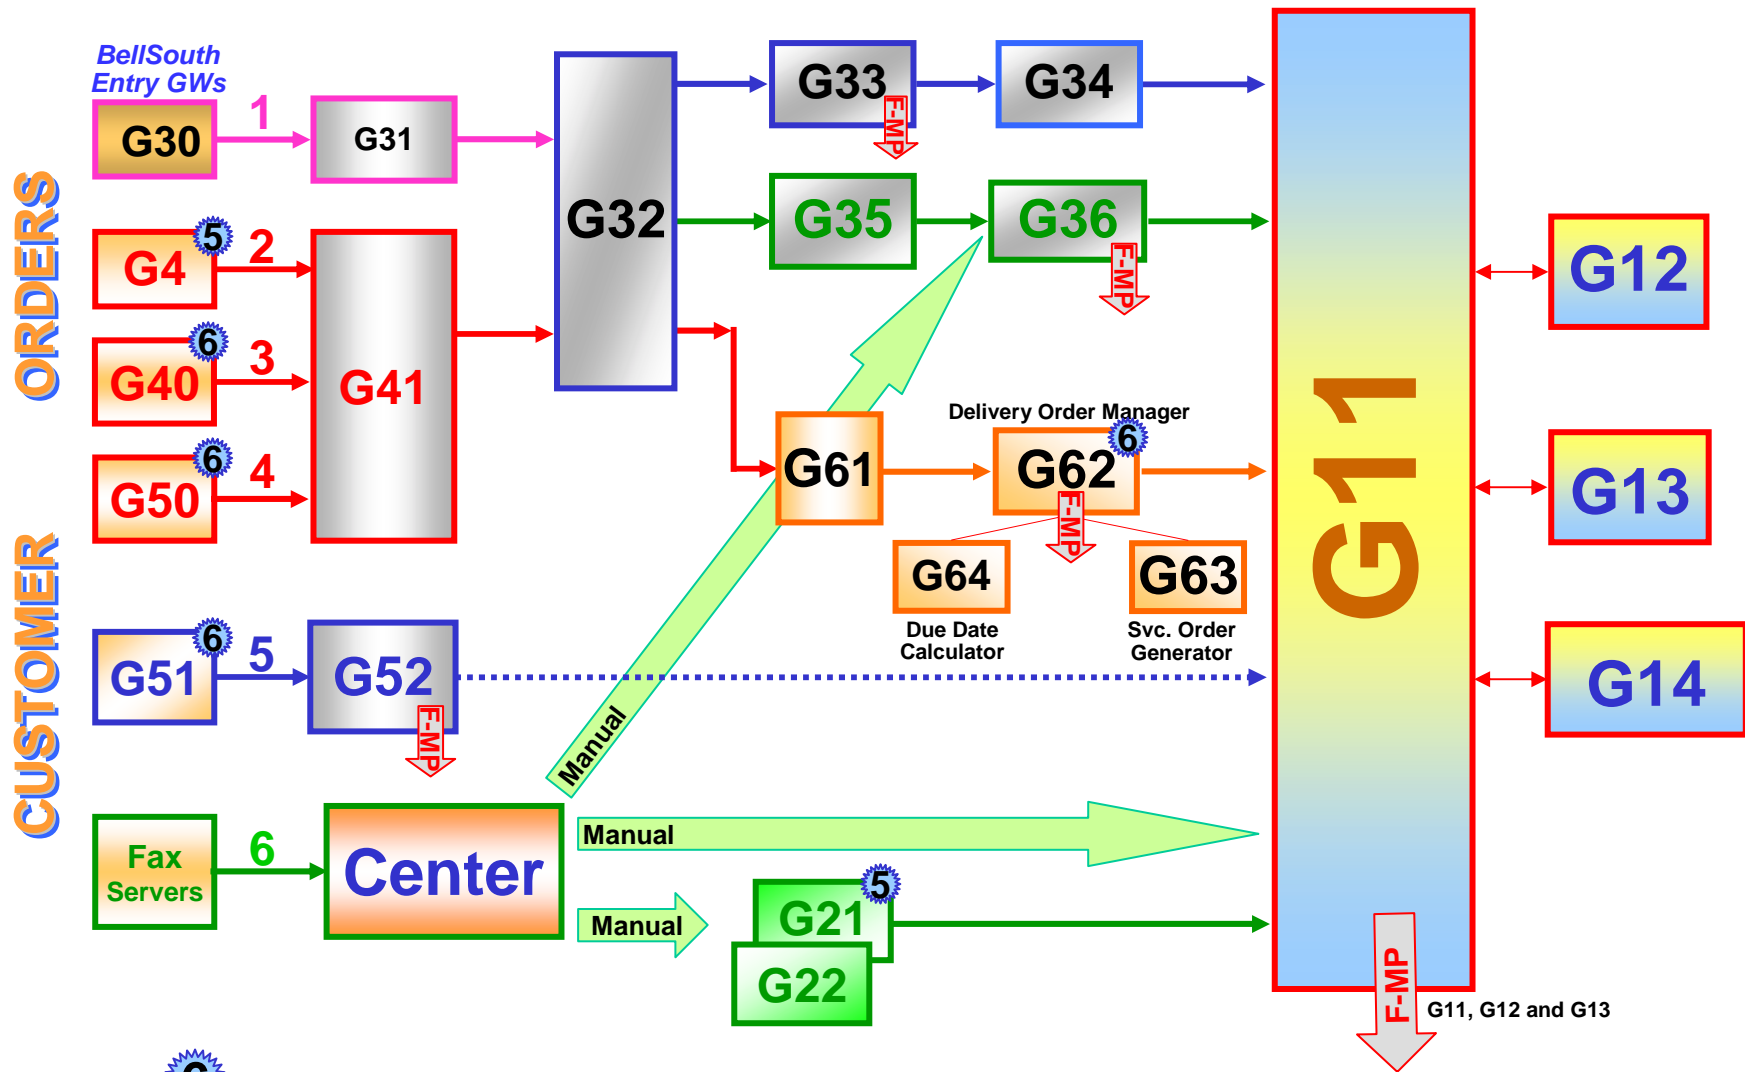 BellSouth
Entry GWs
G30
1
G31
G32
G33
F-MP
G34
G35
G36
F-MP
ORDERS
CUSTOMER
G4
5
2
G40
6
3
G50
6
4
G41
G61
Delivery Order Manager
G62
6
F-MP
G64
Due Date
Calculator
G63
Svc. Order
Generator
G51
6
5
G52
F-MP
Fax
Servers
6
Center
Manual
Manual
Manual
G21
5
G22
G11
F-MP
G11, G12 and G13
G12
G13
G14
6